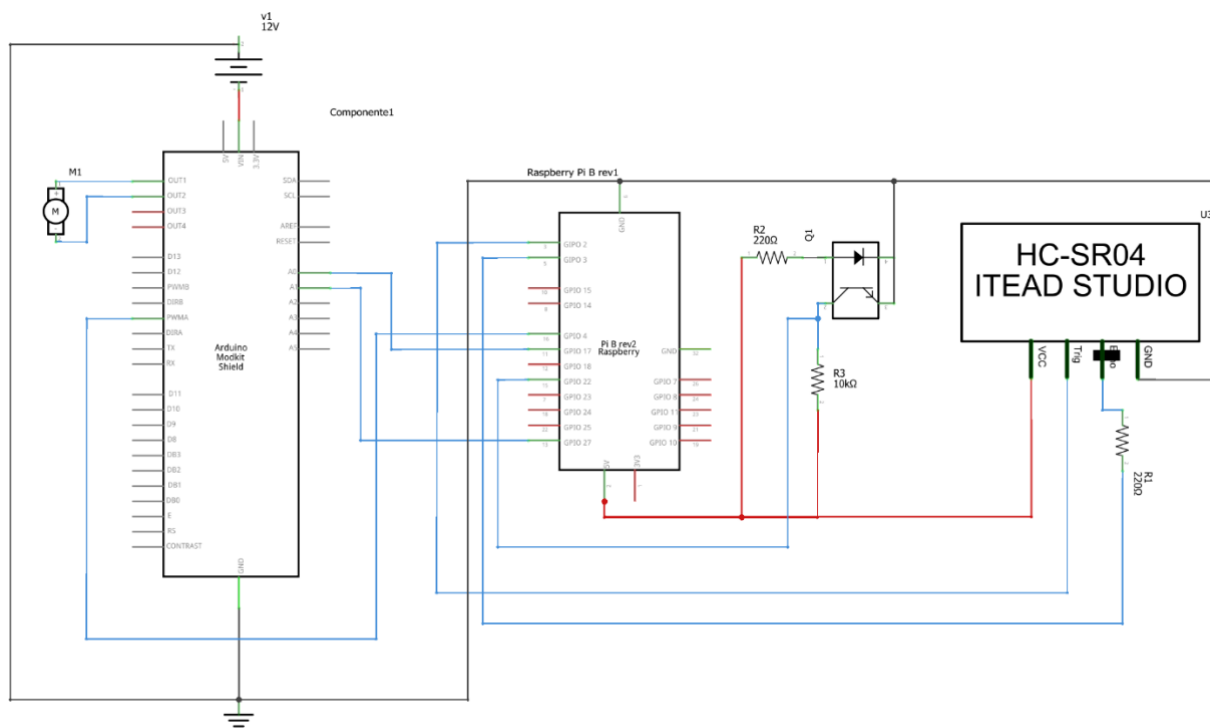 v1
12V
Componente1
5V
VIN
3.3V
M1
M
OUT1
OUT2
OUT3
OUT4
D13
D12
PWMB
DIRB
PWMA
DIRA
TX
RX
D11
D10
D9
D8
DB3
DB2
DB1
DB0
E
RS
CONTRAST
SDA
SCL
AREF
RESET
A0
A1
A2
A3
A4
A5
Arduino
Modkit
Shield
GND
Raspberry Pi B rev1
GND
GIPO 2
GPIO 3
GPIO 15
GPIO 14
GPIO 4
GPIO 17
GPIO 18
GPIO 22
GPIO 23
GPIO 24
GPIO 25
GPIO 27
Pi B rev2
Raspberry
GND
GPIO 7
GPIO 8
GPIO 11
GPIO 9
GPIO 10
5V
3V3
R2
220Ω
Q1
R3
10kΩ
U3
HC-SR04
ITEAD STUDIO
VCC
Trig
GND
R1
220Ω